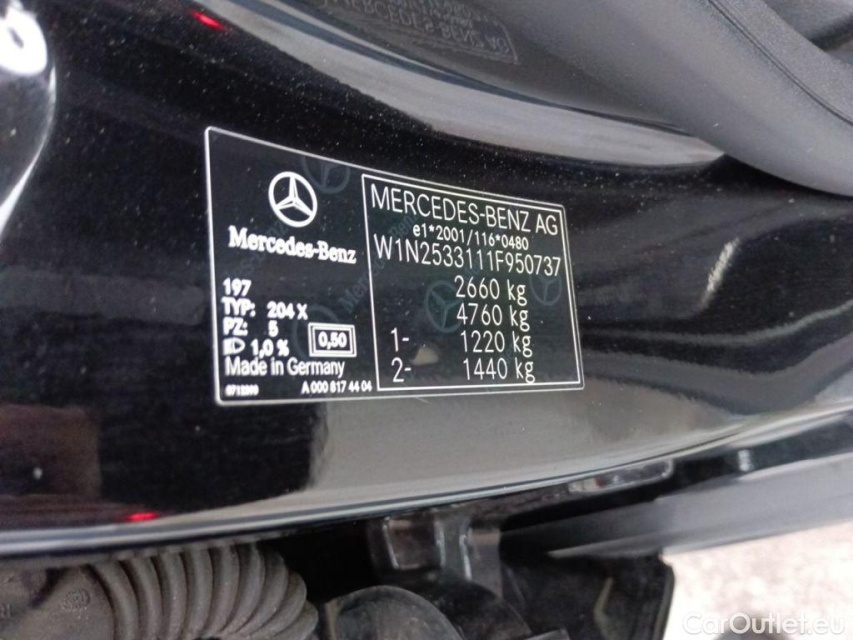 Mercedes-Benz
197
TYP: 204 X
PZ: 5
1,0 %
0,50
Made in Germany
A 000 817 44 04
MERCEDES-BENZ AG
e1*2001/116*0480
W1N2533111F950737
2660 kg
4760 kg
1- 1220 kg
2- 1440 kg
CarOutlet.eu